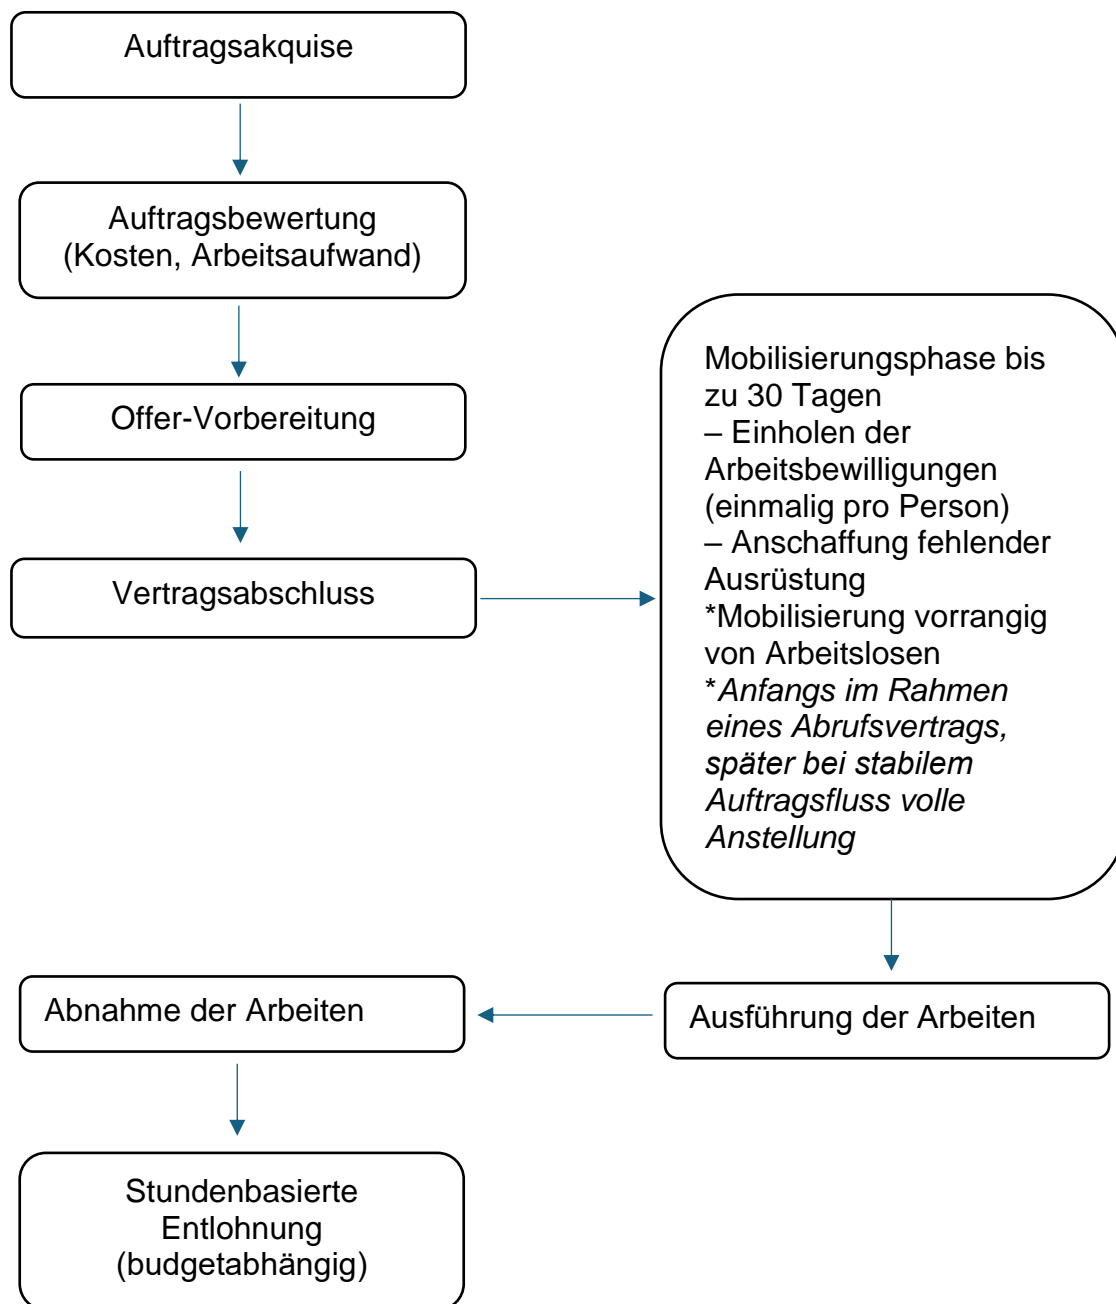 Auftragsakquise
Auftragsbewertung
(Kosten, Arbeitsaufwand)
Offer-Vorbereitung
Vertragsabschluss
Mobilisierungsphase bis
zu 30 Tagen
– Einholen der
Arbeitsbewilligungen
(einmalig pro Person)
– Anschaffung fehlender
Ausrüstung
*Mobilisierung vorrangig
von Arbeitslosen
*Anfangs im Rahmen
eines Abrufsvertrags,
später bei stabilem
Auftragsfluss volle
Anstellung
Ausführung der Arbeiten
Abnahme der Arbeiten
Stundenbasierte
Entlohnung
(budgetabhängig)